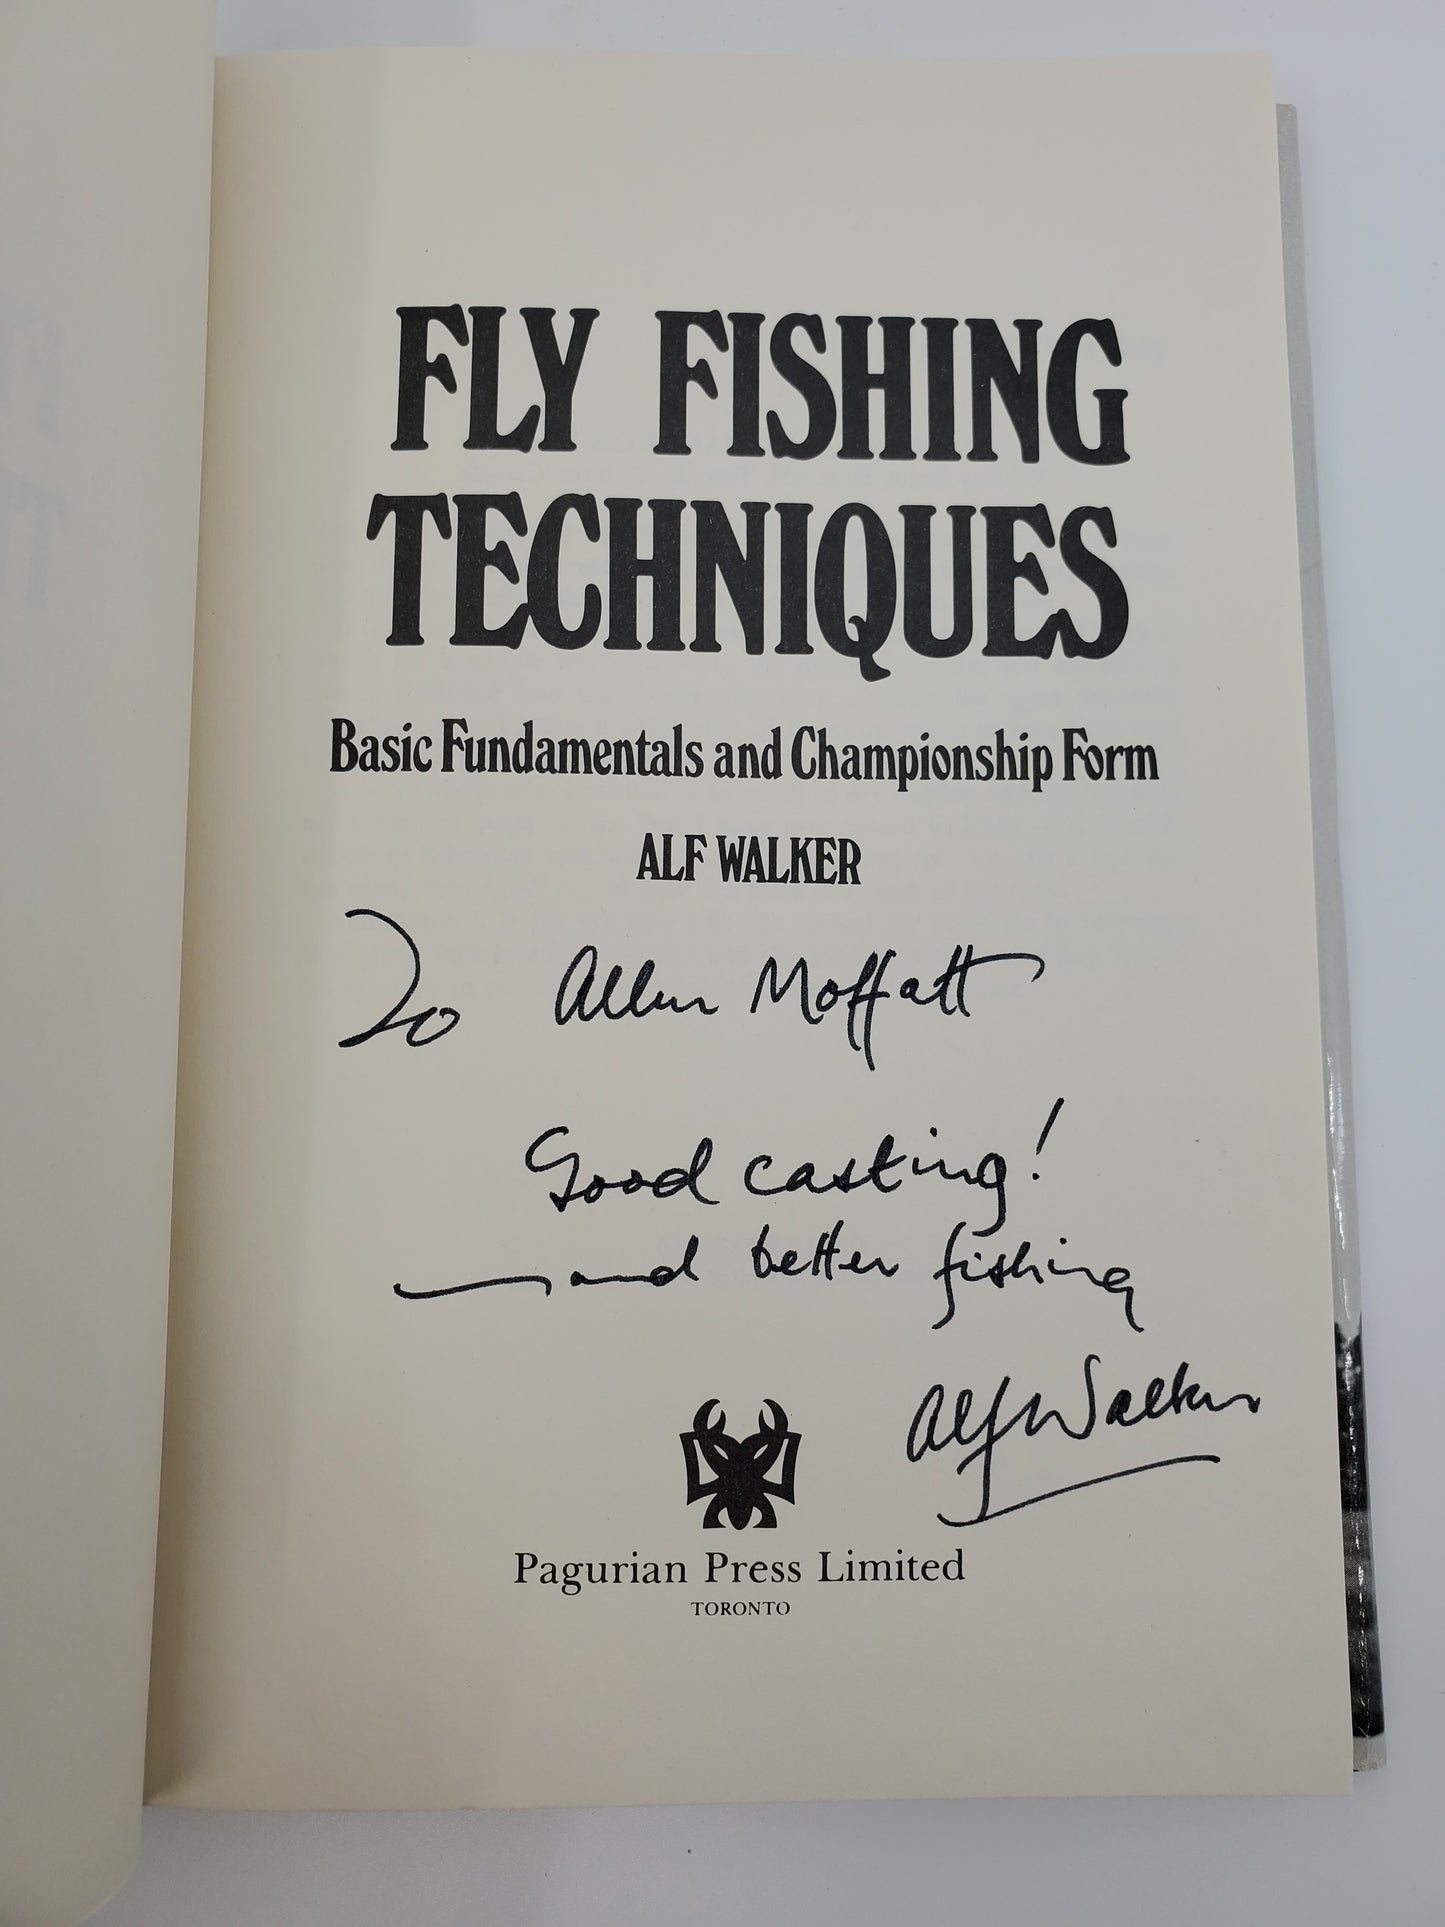 FLY FISHING
TECHNIQUES
Basic Fundamentals and Championship Form
ALF WALKER
To Allen Moffatt
Good casting!
— and better fishing
Alf Walker
Pagurian Press Limited
TORONTO